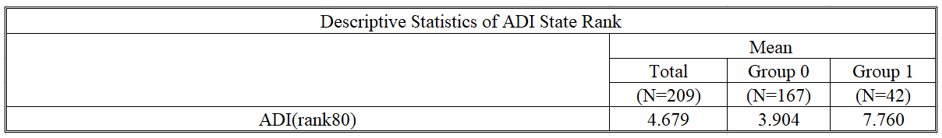 Descriptive Statistics of ADI State Rank
Mean
Total Group 0 Group 1
(N=209) (N=167) (N=42)
ADI(rank80) 4.679 3.904 7.760